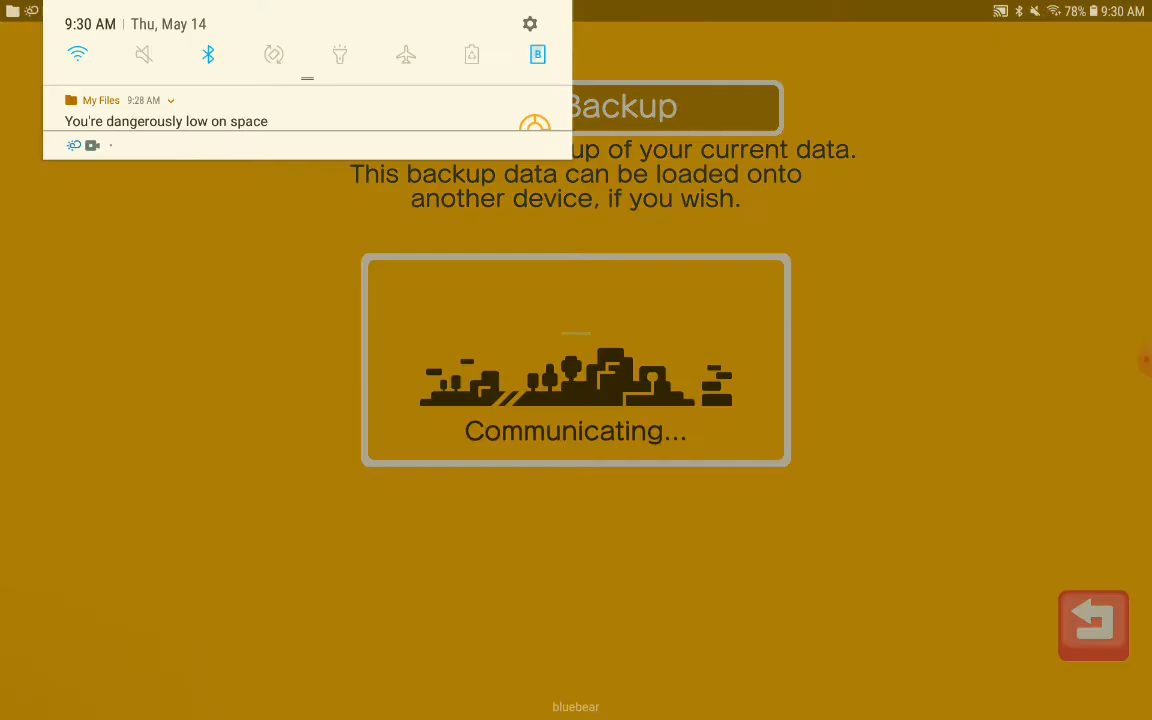 78% 9:30 AM
9:30 AM | Thu, May 14
B
My Files 9:28 AM
You're dangerously low on space
Backup
up of your current data.
This backup data can be loaded onto
another device, if you wish.
Communicating...
bluebear